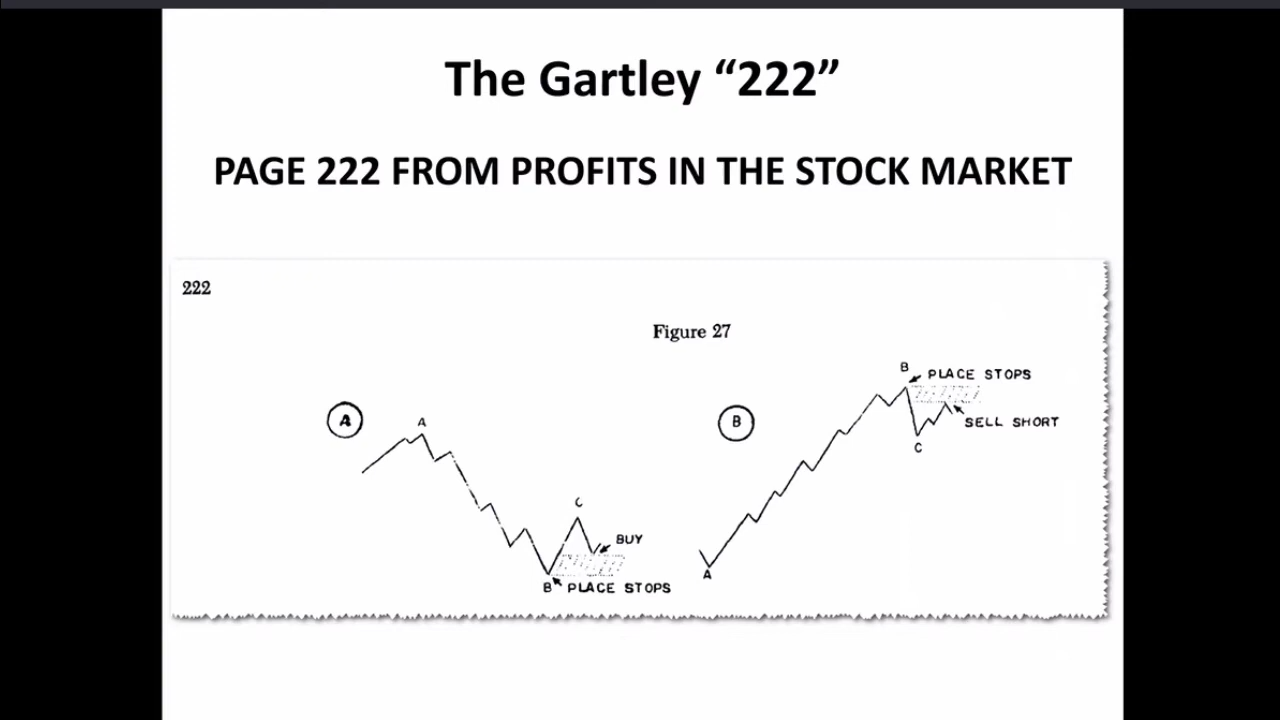 The Gartley “222”
PAGE 222 FROM PROFITS IN THE STOCK MARKET
222
Figure 27
A
A
C
BUY
B
PLACE STOPS
B
B
PLACE STOPS
SELL SHORT
C
A